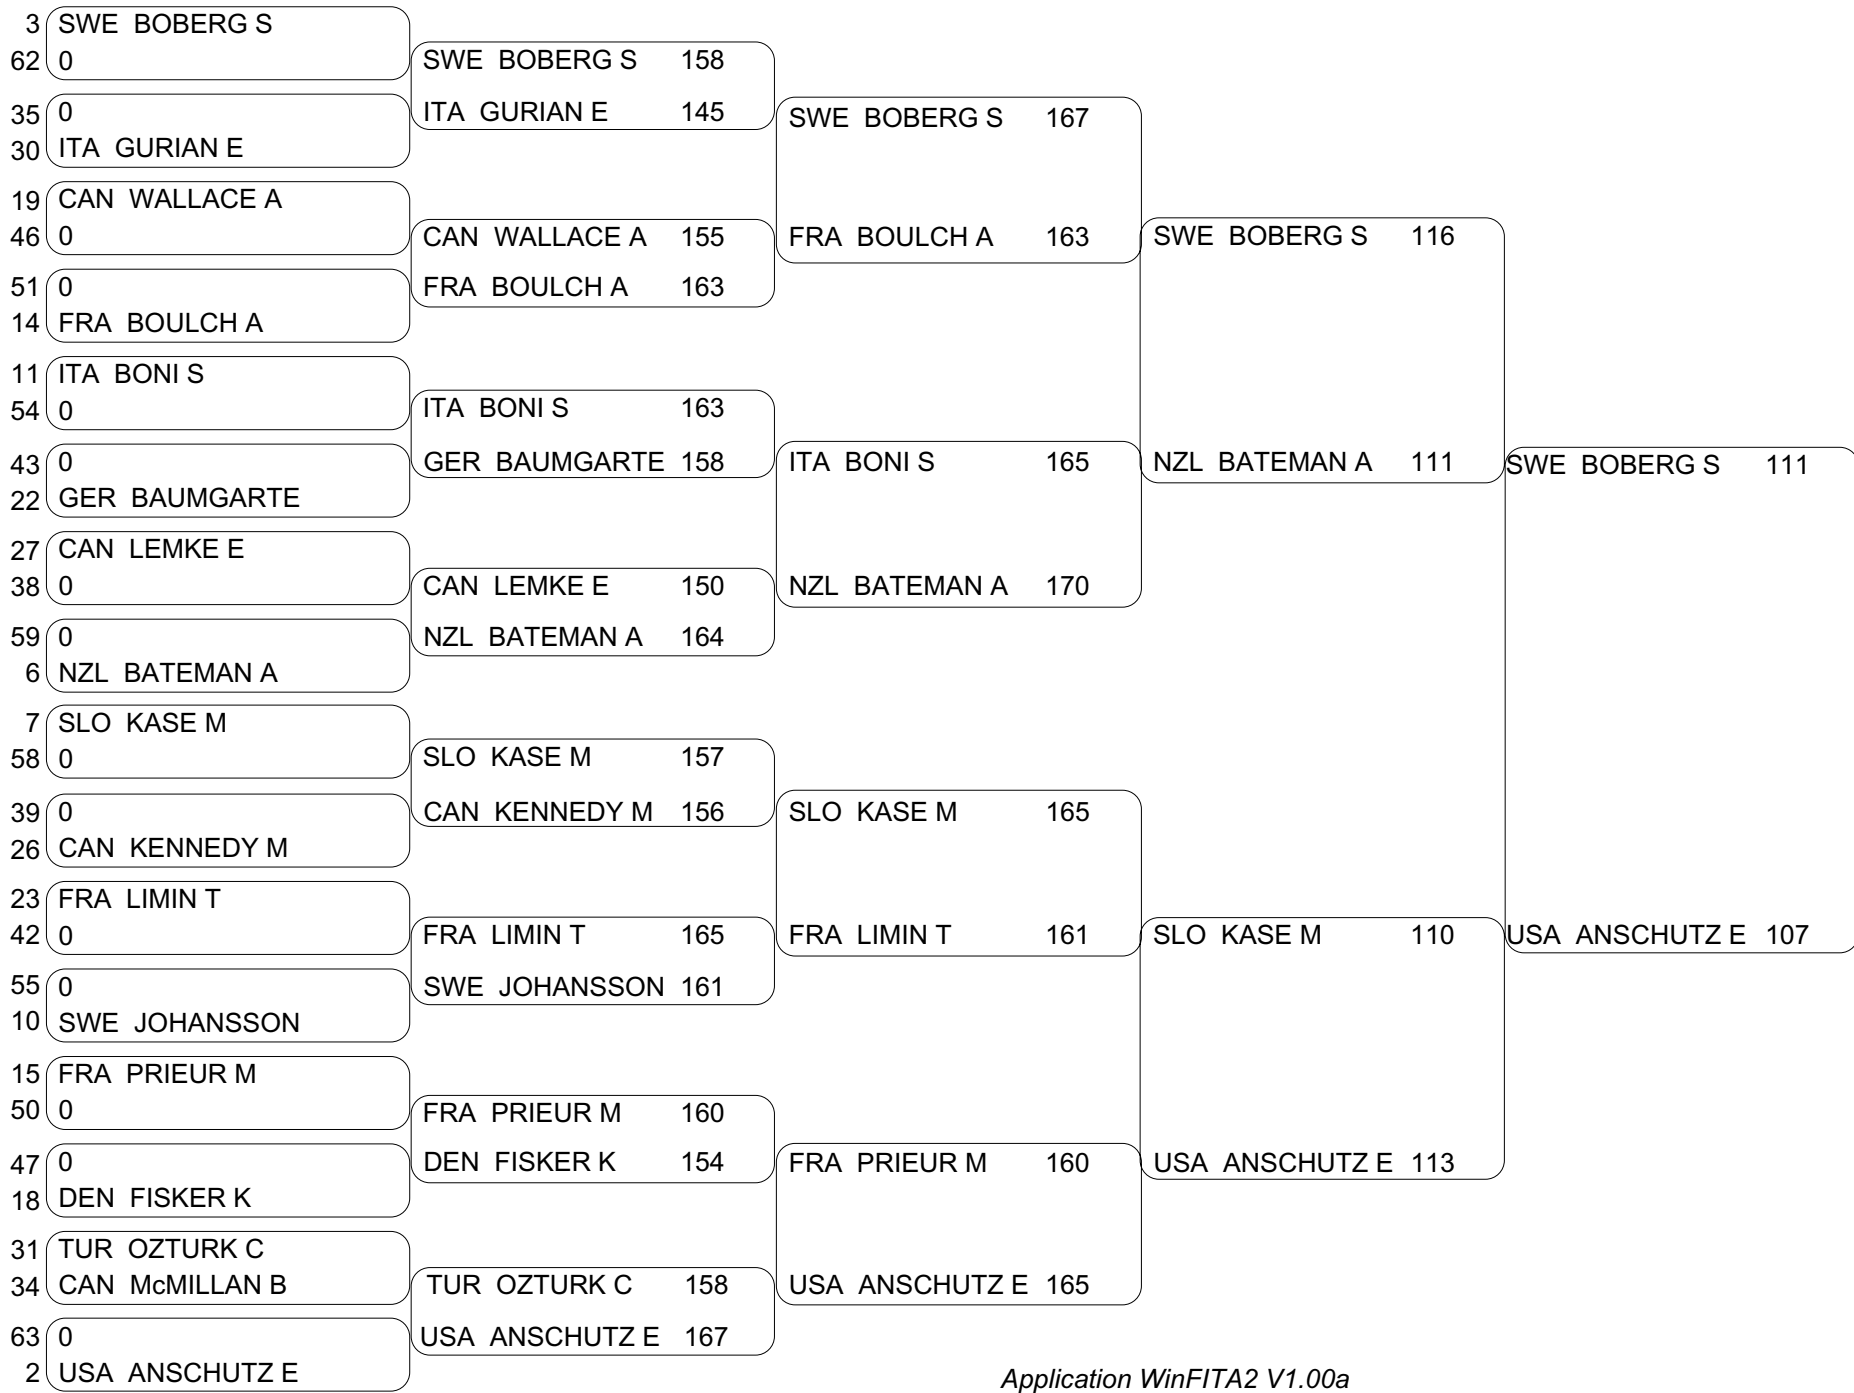 3 SWE BOBERG S
62 0
35 0
30 ITA GURIAN E
19 CAN WALLACE A
46 0
51 0
14 FRA BOULCH A
11 ITA BONI S
54 0
43 0
22 GER BAUMGARTE
27 CAN LEMKE E
38 0
59 0
6 NZL BATEMAN A
7 SLO KASE M
58 0
39 0
26 CAN KENNEDY M
23 FRA LIMIN T
42 0
55 0
10 SWE JOHANSSON
15 FRA PRIEUR M
50 0
47 0
18 DEN FISKER K
31 TUR OZTURK C
34 CAN McMILLAN B
63 0
2 USA ANSCHUTZ E
SWE BOBERG S 158
ITA GURIAN E 145
CAN WALLACE A 155
FRA BOULCH A 163
ITA BONI S 163
GER BAUMGARTE 158
CAN LEMKE E 150
NZL BATEMAN A 164
SLO KASE M 157
CAN KENNEDY M 156
FRA LIMIN T 165
SWE JOHANSSON 161
FRA PRIEUR M 160
DEN FISKER K 154
TUR OZTURK C 158
USA ANSCHUTZ E 167
SWE BOBERG S 167
FRA BOULCH A 163
ITA BONI S 165
NZL BATEMAN A 170
SLO KASE M 165
FRA LIMIN T 161
FRA PRIEUR M 160
USA ANSCHUTZ E 165
SWE BOBERG S 116
NZL BATEMAN A 111
SLO KASE M 110
USA ANSCHUTZ E 113
SWE BOBERG S 111
USA ANSCHUTZ E 107
Application WinFITA2 V1.00a